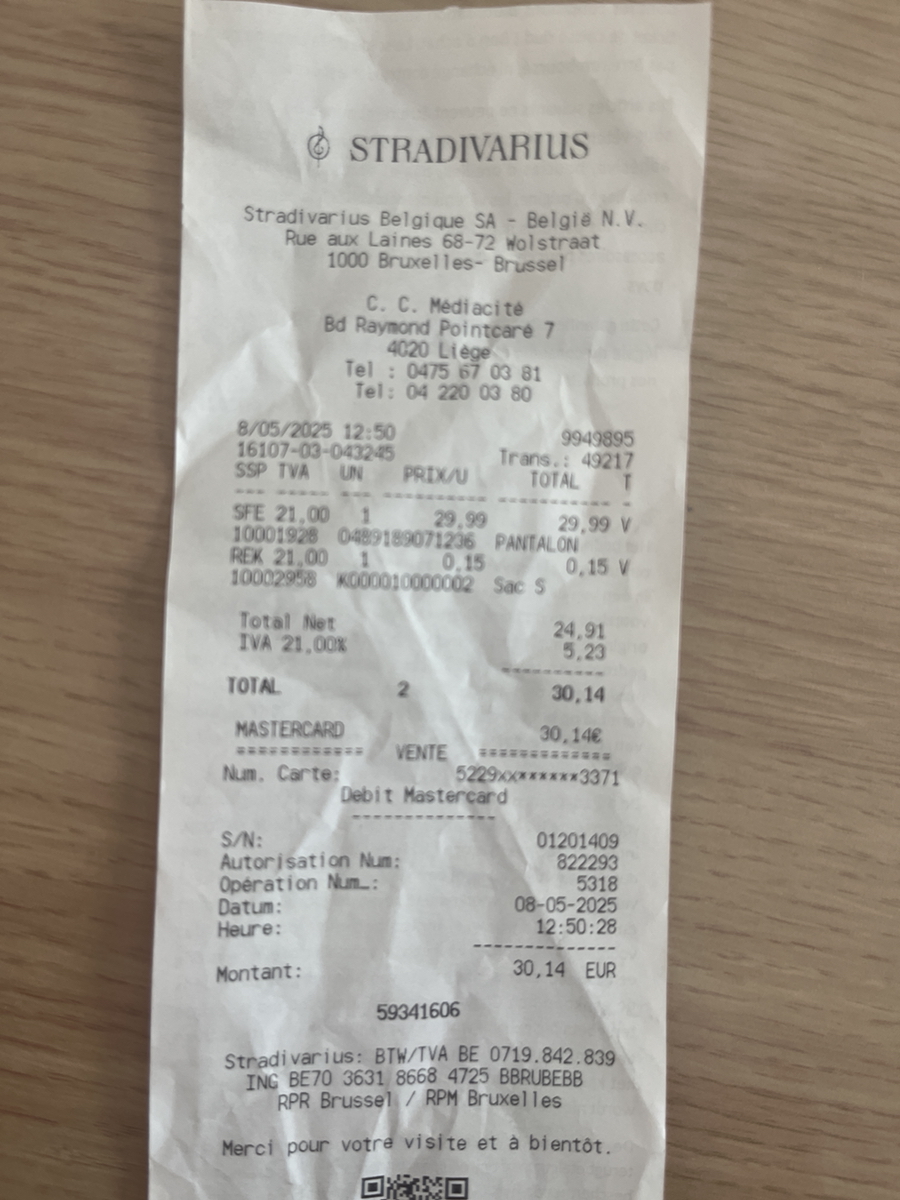 STRADIVARIUS
Stradivarius Belgique SA - België N.V.
Rue aux Laines 68-72 Wolstraat
1000 Bruxelles- Brussel
C. C. Médiacité
Bd Raymond Pointcaré 7
4020 Liège
Tel : 0475 67 03 81
Tel: 04 220 03 80
8/05/2025 12:50 9949895
16107-03-043245 Trans.: 49217
SSP TVA UN PRIX/U TOTAL T
--- ----- --- ---------- ---------- -
SFE 21,00 1 29,99 29,99 V
10001928 0489189071236 PANTALON
REK 21,00 1 0,15 0,15 V
10002958 K000010000002 Sac S
Total Net 24,91
IVA 21,00% 5,23
----------
TOTAL 2 30,14
MASTERCARD 30,14€
============ VENTE =============
Num. Carte: 5229xx******3371
Debit Mastercard
-------------
S/N: 01201409
Autorisation Num: 822293
Opération Num_: 5318
Datum: 08-05-2025
Heure: 12:50:28
-------------
Montant: 30,14 EUR
59341606
Stradivarius: BTW/TVA BE 0719.842.839
ING BE70 3631 8668 4725 BBRUBEBB
RPR Brussel / RPM Bruxelles
Merci pour votre visite et à bientôt.